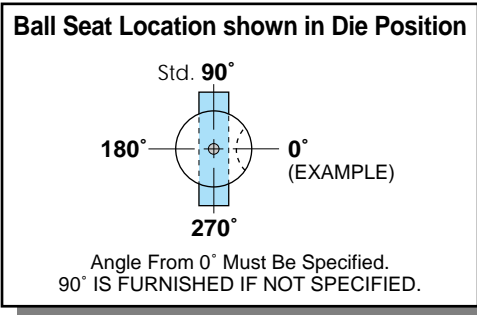 Ball Seat Location shown in Die Position
Std. 90˚
180˚
0˚
(EXAMPLE)
270˚
Angle From 0˚ Must Be Specified.
90˚ IS FURNISHED IF NOT SPECIFIED.